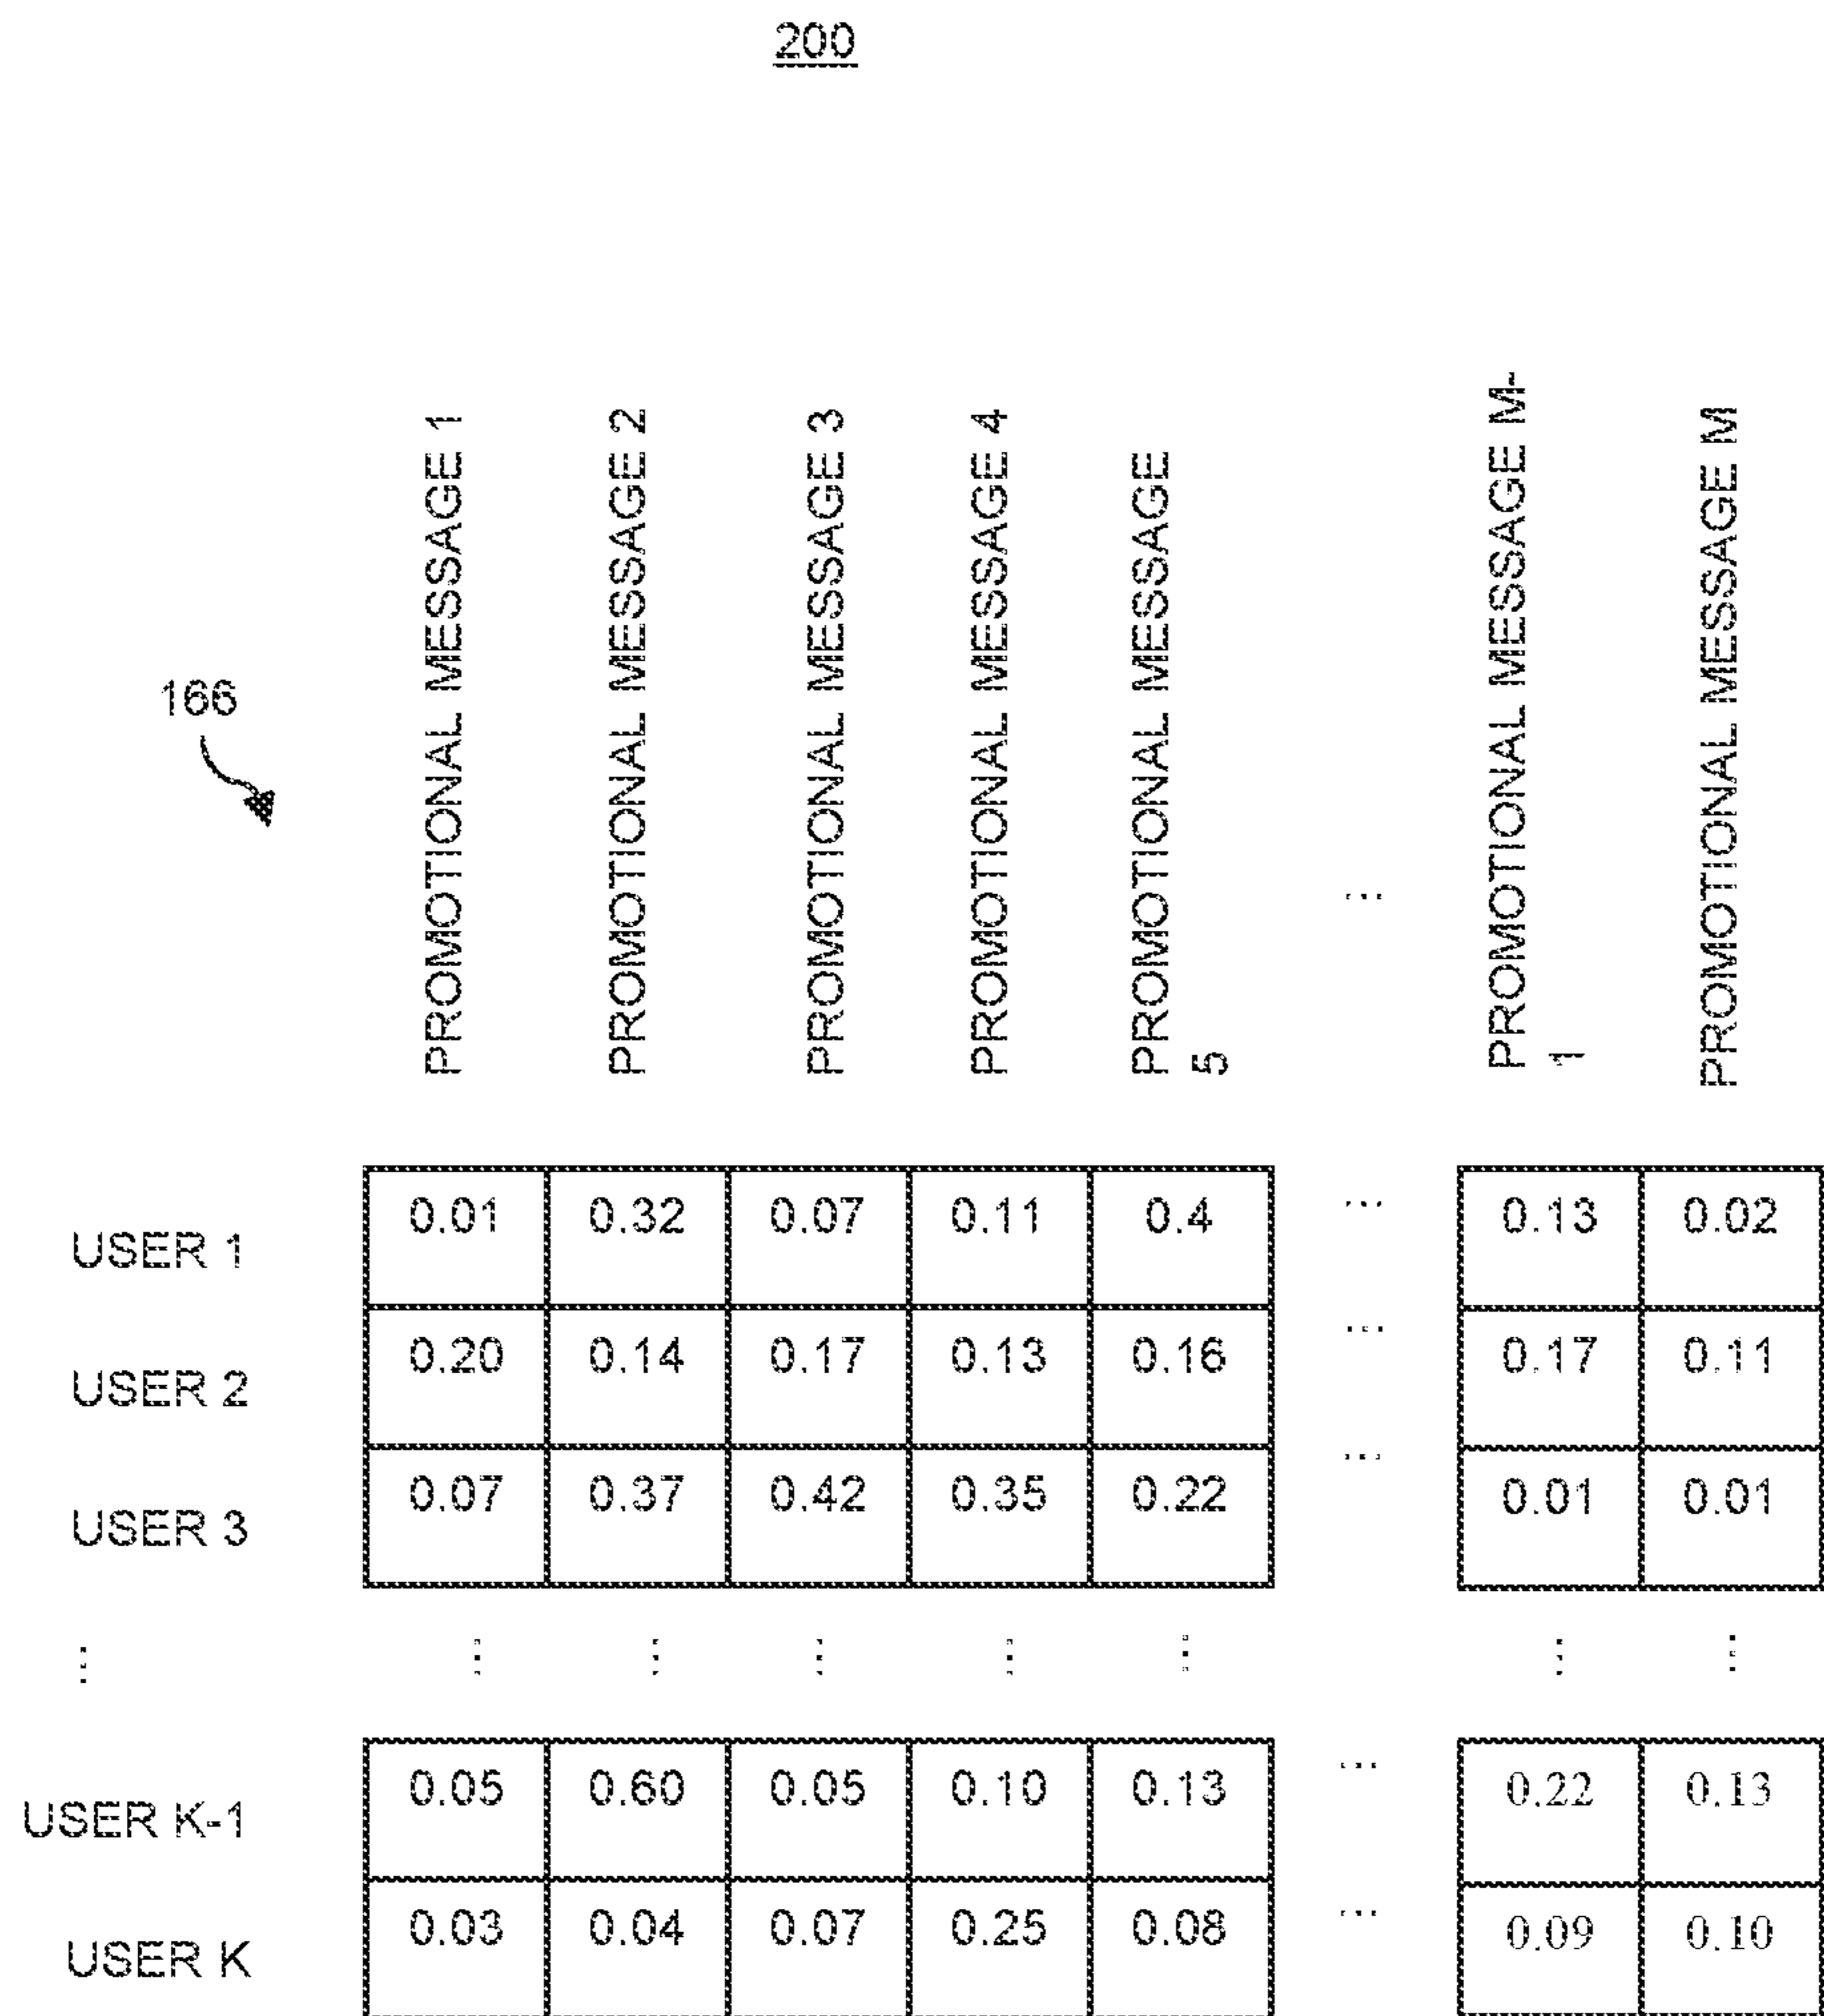 200
166
PROMOTIONAL MESSAGE 1
PROMOTIONAL MESSAGE 2
PROMOTIONAL MESSAGE 3
PROMOTIONAL MESSAGE 4
PROMOTIONAL MESSAGE
5
...
PROMOTIONAL MESSAGE M-
1
PROMOTIONAL MESSAGE M
USER 1 0.01 0.32 0.07 0.11 0.4 ... 0.13 0.02
USER 2 0.20 0.14 0.17 0.13 0.16 ... 0.17 0.11
USER 3 0.07 0.37 0.42 0.35 0.22 ... 0.01 0.01
... ... ... ... ... ... ... ...
USER K-1 0.05 0.60 0.05 0.10 0.13 ... 0.22 0.13
USER K 0.03 0.04 0.07 0.25 0.08 ... 0.09 0.10